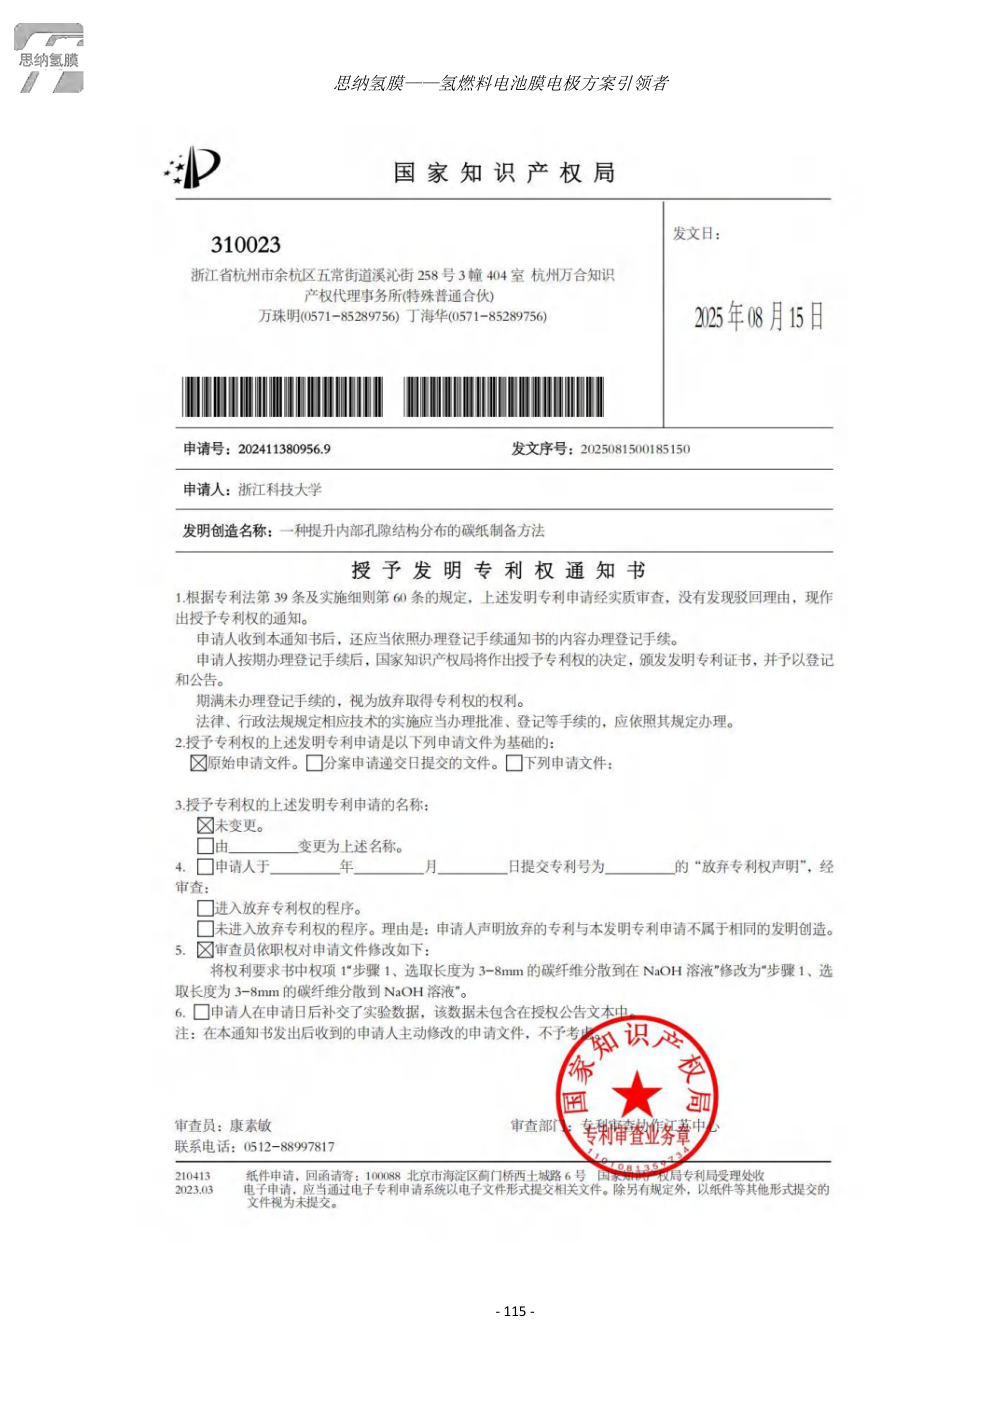 思纳氢膜
思纳氢膜——氢燃料电池膜电极方案引领者
国家知识产权局
310023
浙江省杭州市余杭区五常街道溪沁街 258 号 3 幢 404 室 杭州万合知识
产权代理事务所(特殊普通合伙)
万珠明(0571-85289756) 丁海华(0571-85289756)
发文日：
2025年08月15日
申请号：202411380956.9
发文序号：2025081500185150
申请人：浙江科技大学
发明创造名称：一种提升内部孔隙结构分布的碳纸制备方法
授予发明专利权通知书
1.根据专利法第 39 条及实施细则第 60 条的规定，上述发明专利申请经实质审查，没有发现驳回理由，现作
出授予专利权的通知。
申请人收到本通知书后，还应当依照办理登记手续通知书的内容办理登记手续。
申请人按期办理登记手续后，国家知识产权局将作出授予专利权的决定，颁发发明专利证书，并予以登记
和公告。
期满未办理登记手续的，视为放弃取得专利权的权利。
法律、行政法规规定相应技术的实施应当办理批准、登记等手续的，应依照其规定办理。
2.授予专利权的上述发明专利申请是以下列申请文件为基础的：
☒原始申请文件。☐分案申请递交日提交的文件。☐下列申请文件：
3.授予专利权的上述发明专利申请的名称：
☒未变更。
☐由________变更为上述名称。
4. ☐申请人于________年________月________日提交专利号为________的“放弃专利权声明”，经
审查：
☐进入放弃专利权的程序。
☐未进入放弃专利权的程序。理由是：申请人声明放弃的专利与本发明专利申请不属于相同的发明创造。
5. ☒审查员依职权对申请文件修改如下：
将权利要求书中权项 1“步骤 1、选取长度为 3-8mm 的碳纤维分散到在 NaOH 溶液”修改为“步骤 1、选
取长度为 3-8mm 的碳纤维分散到 NaOH 溶液”。
6. ☐申请人在申请日后补交了实验数据，该数据未包含在授权公告文本中。
注：在本通知书发出后收到的申请人主动修改的申请文件，不予考虑。
国家知识产权局
专利审查业务章
1101081359734
审查员：康素敏
审查部门：专利审查协作江苏中心
联系电话：0512-88997817
210413 纸件申请，回函请寄：100088 北京市海淀区蓟门桥西土城路 6 号 国家知识产权局专利局受理处收
2023.03 电子申请，应当通过电子专利申请系统以电子文件形式提交相关文件。除另有规定外，以纸件等其他形式提交的
文件视为未提交。
- 115 -